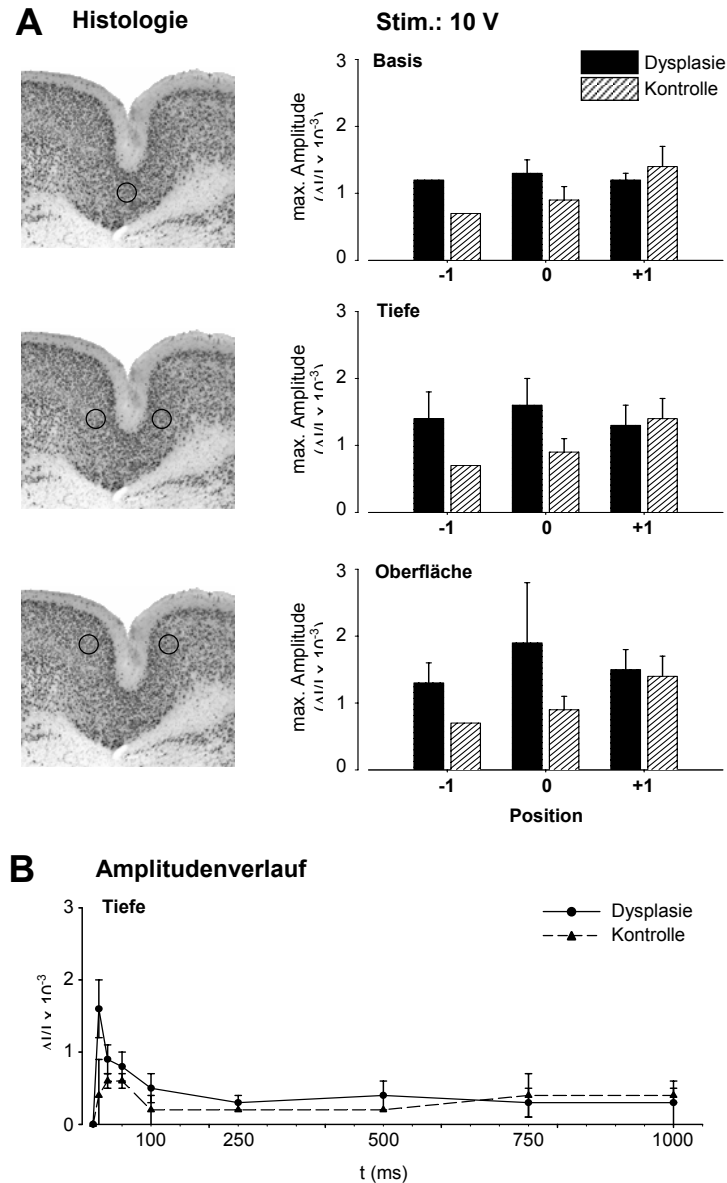 A Histologie Stim.: 10 V
Basis
Dysplasie
Kontrolle
max. Amplitude
3
2
1
0
-1 0 +1
Tiefe
max. Amplitude
3
2
1
0
-1 0 +1
Oberfläche
max. Amplitude
3
2
1
0
-1 0 +1
Position
B Amplitudenverlauf
Tiefe
Dysplasie
Kontrolle
3
2
1
0
100 250 500 750 1000
t (ms)